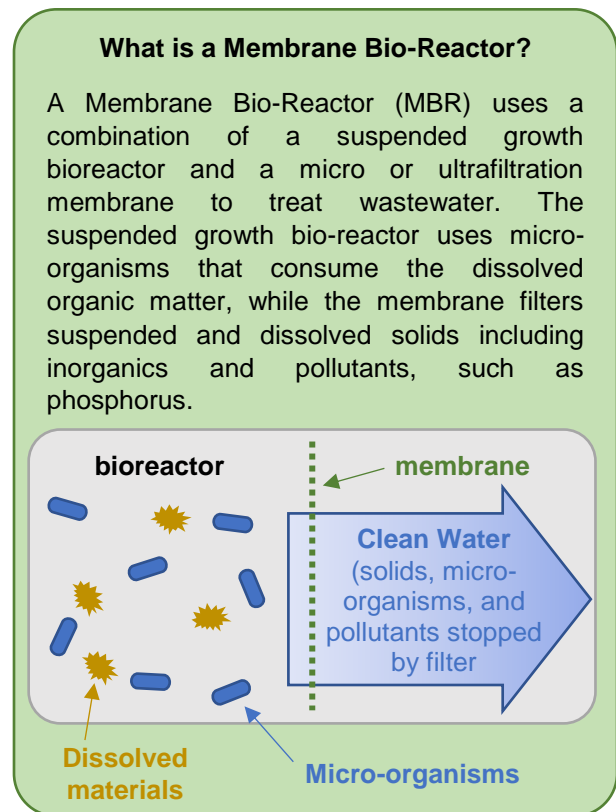 What is a Membrane Bio-Reactor?
A Membrane Bio-Reactor (MBR) uses a
combination of a suspended growth
bioreactor and a micro or ultrafiltration
membrane to treat wastewater. The
suspended growth bio-reactor uses micro-
organisms that consume the dissolved
organic matter, while the membrane filters
suspended and dissolved solids including
inorganics and pollutants, such as
phosphorus.
bioreactor
membrane
Clean Water
(solids, micro-
organisms, and
pollutants stopped
by filter
Dissolved
materials
Micro-organisms